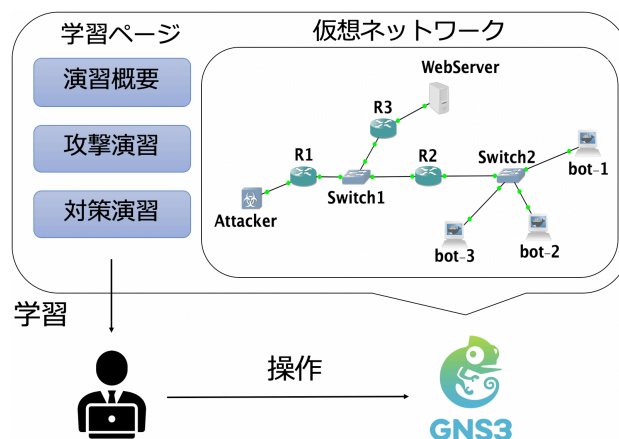 学習ページ
仮想ネットワーク
演習概要
攻撃演習
対策演習
WebServer
R3
R1
R2
Switch2
bot-1
Attacker
Switch1
bot-3
bot-2
学習
操作
GNS3